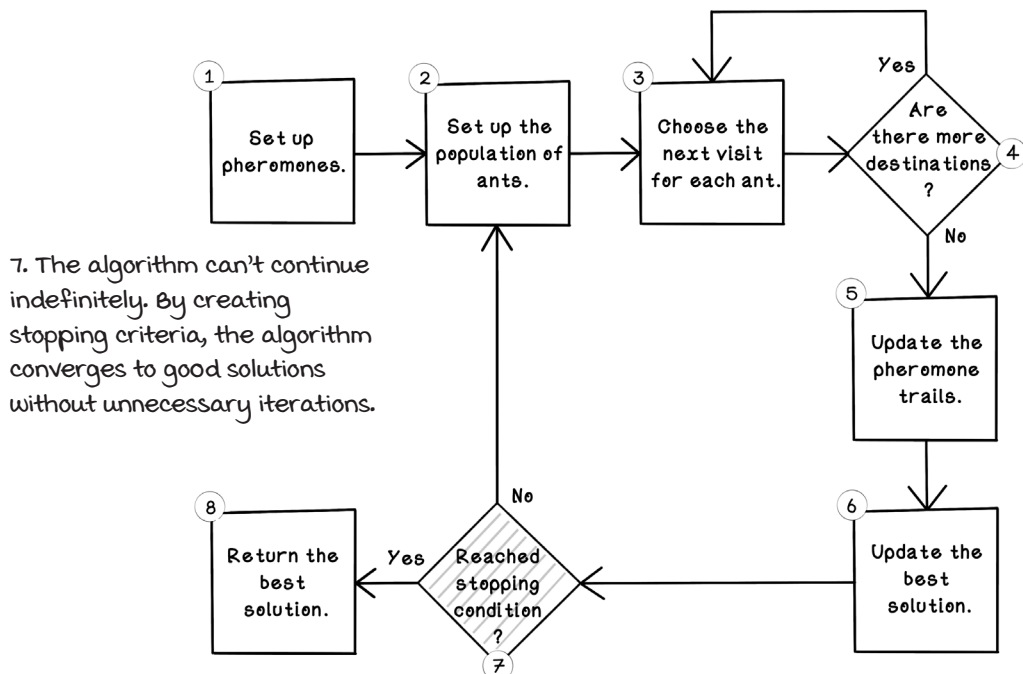 1
Set up
pheromones.
2
Set up the
population of
ants.
3
Choose the
next visit
for each ant.
Yes
Are
there more
destinations
?
4
No
7. The algorithm can't continue
indefinitely. By creating
stopping criteria, the algorithm
converges to good solutions
without unnecessary iterations.
5
Update the
pheromone
trails.
6
Update the
best
solution.
No
Reached
stopping
condition
?
7
Yes
8
Return the
best
solution.